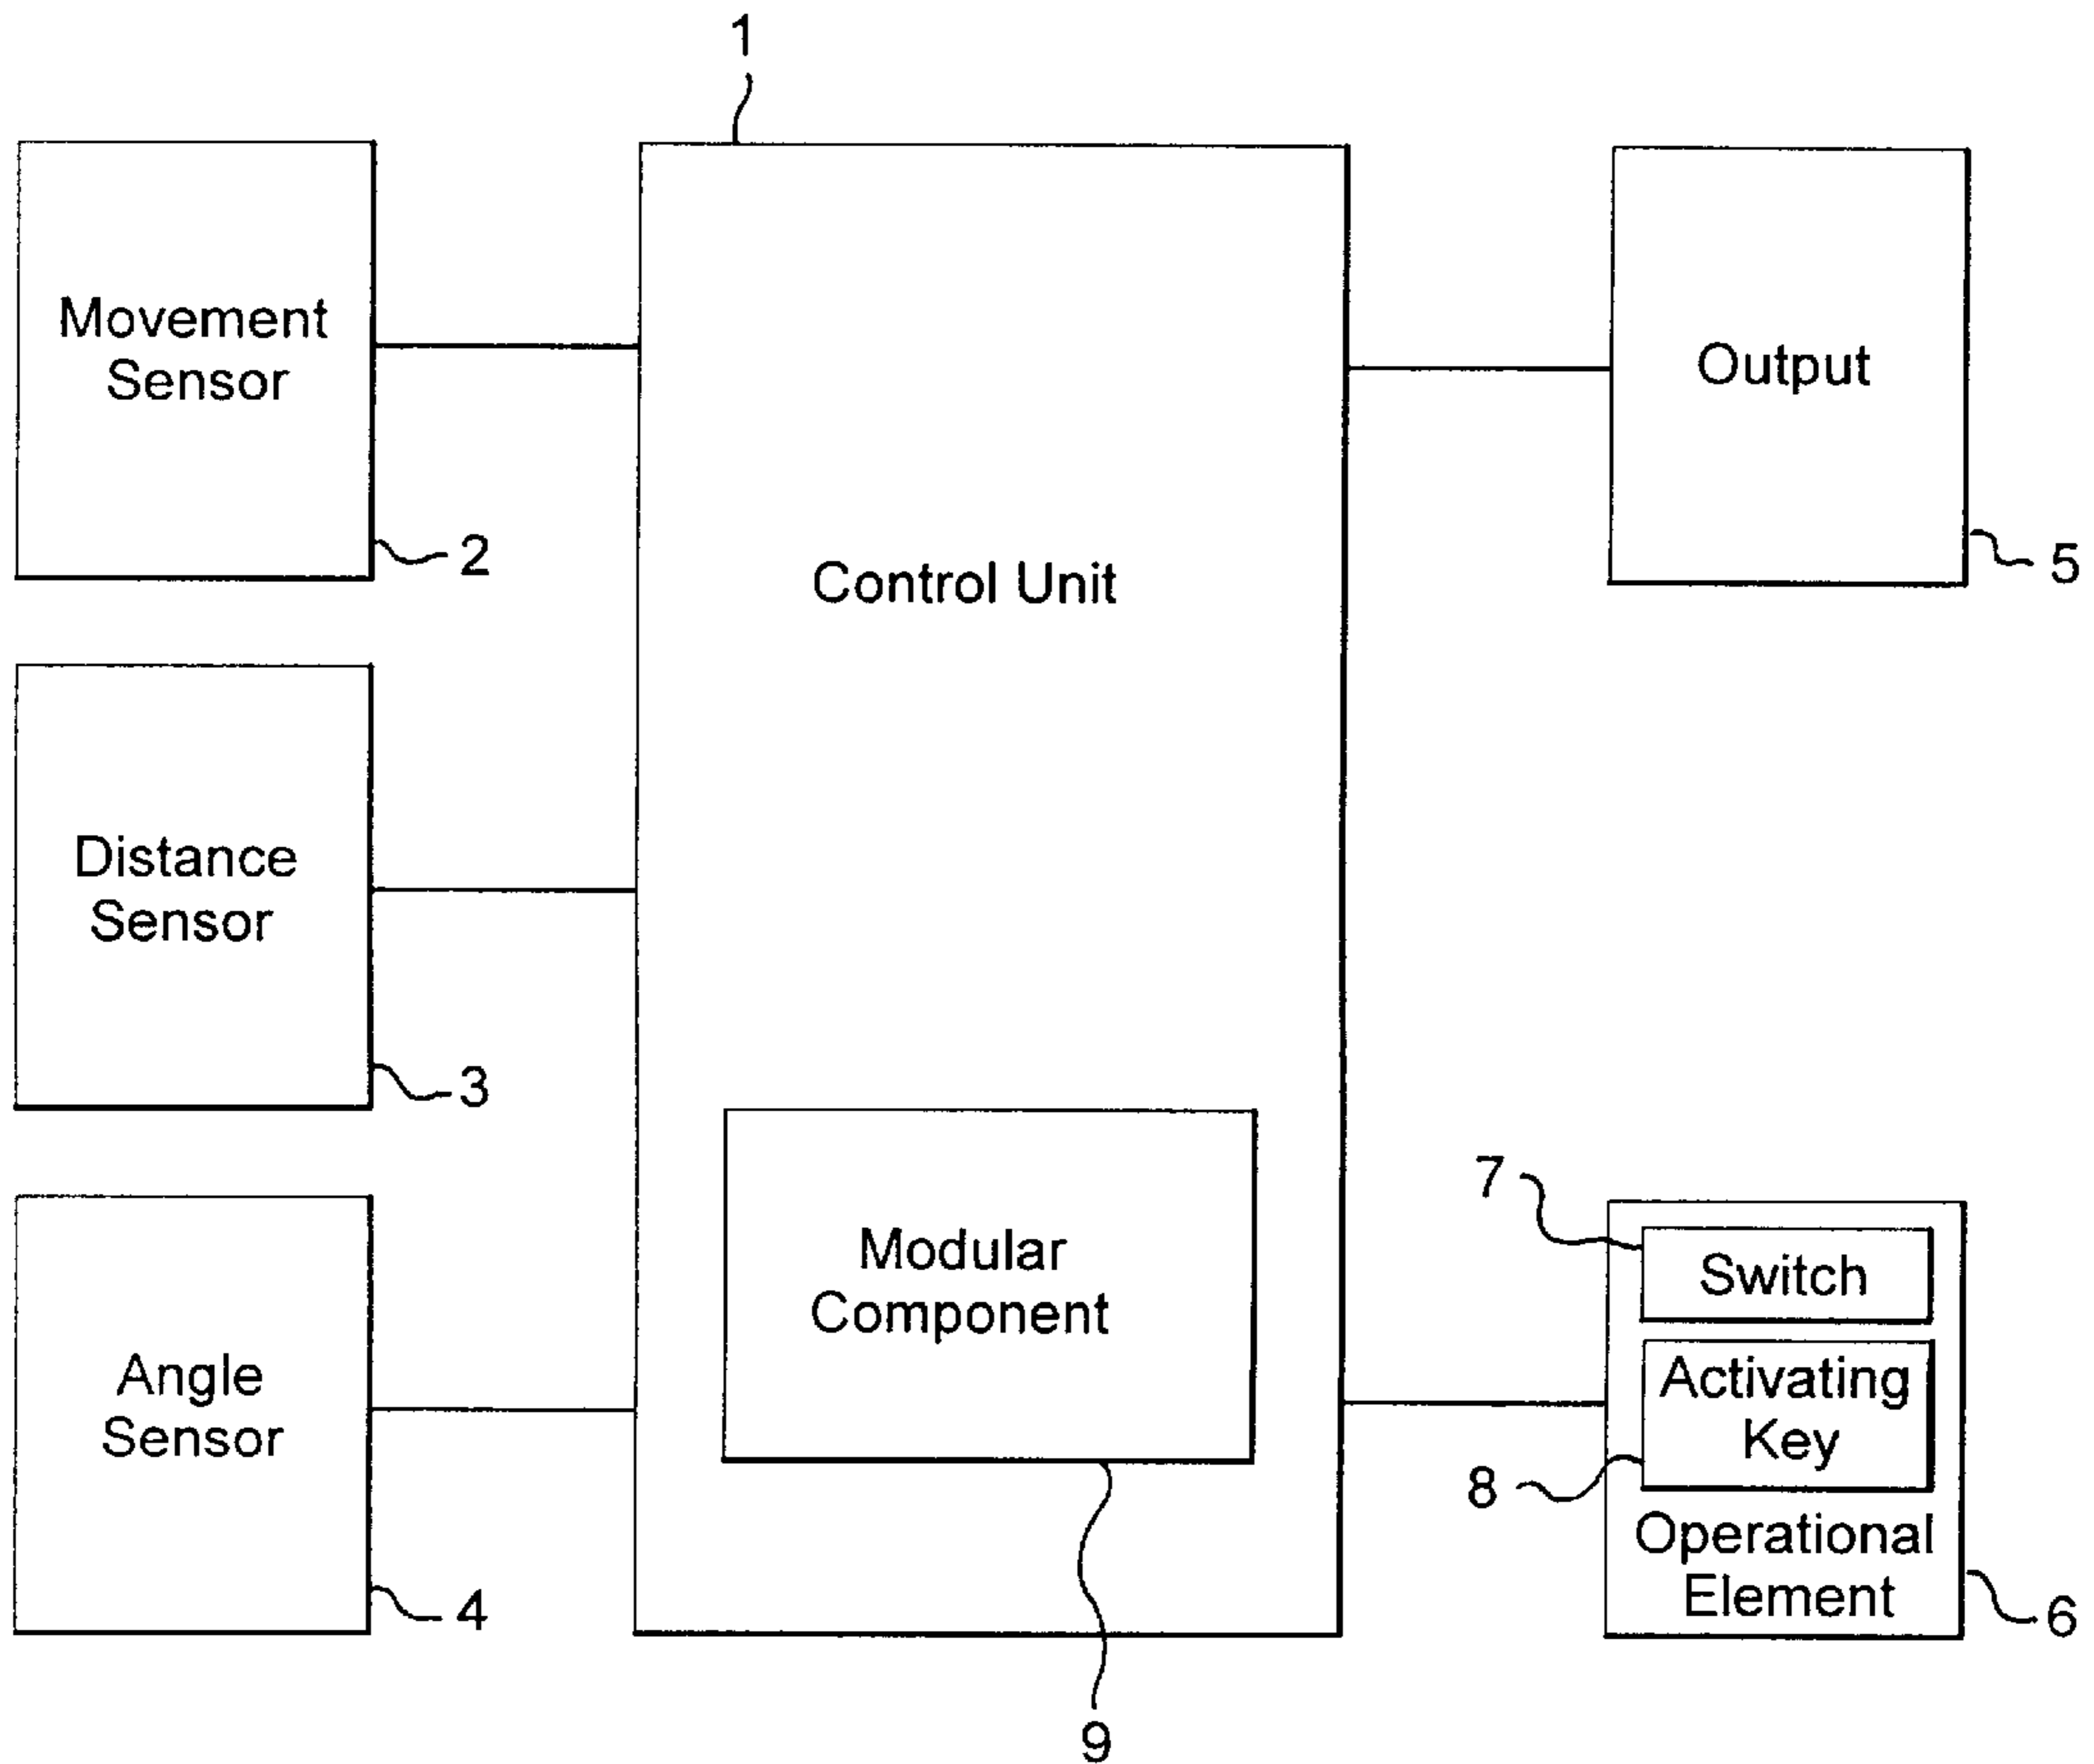 1
Movement
Sensor
2
Distance
Sensor
3
Angle
Sensor
4
Control Unit
Modular
Component
9
Output
5
7
Switch
Activating
Key
8
Operational
Element
6